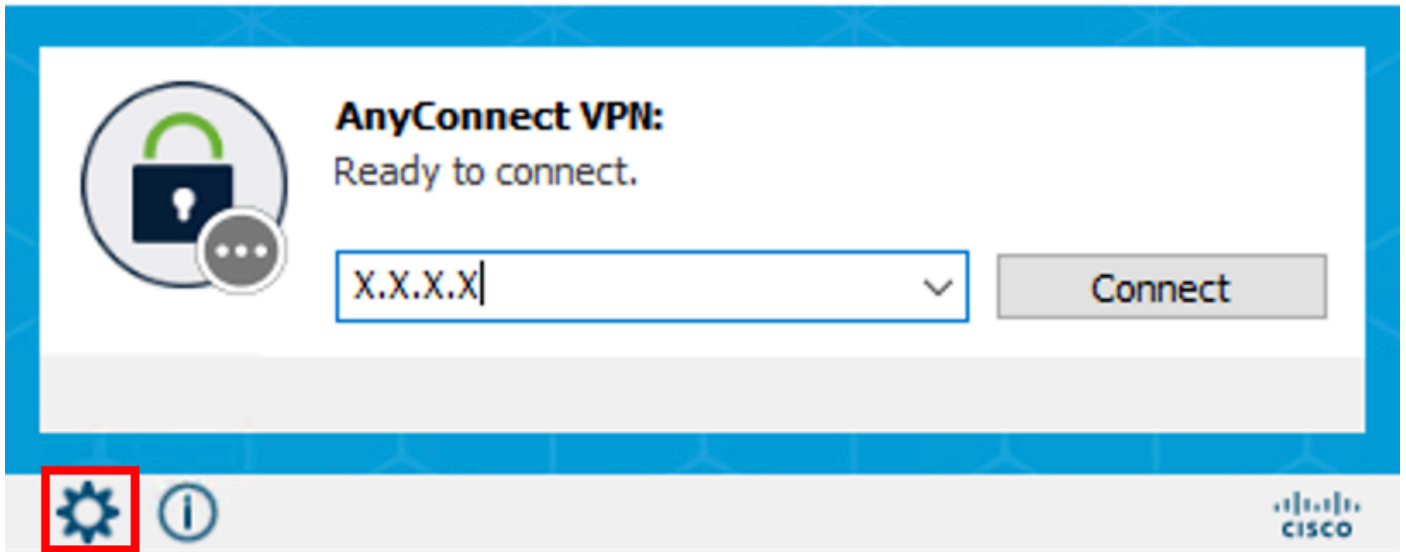 AnyConnect VPN:
Ready to connect.
X.X.X.X
Connect
CISCO